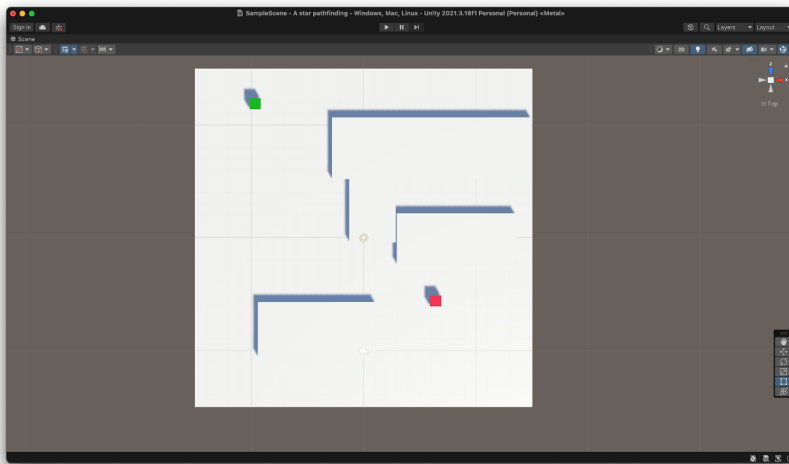 SampleScene - A star pathfinding - Windows, Mac, Linux - Unity 2021.3.16f1 Personal (Personal) <Metal>
Sign in
Layers
Layout
Scene
2D
z
x
Top